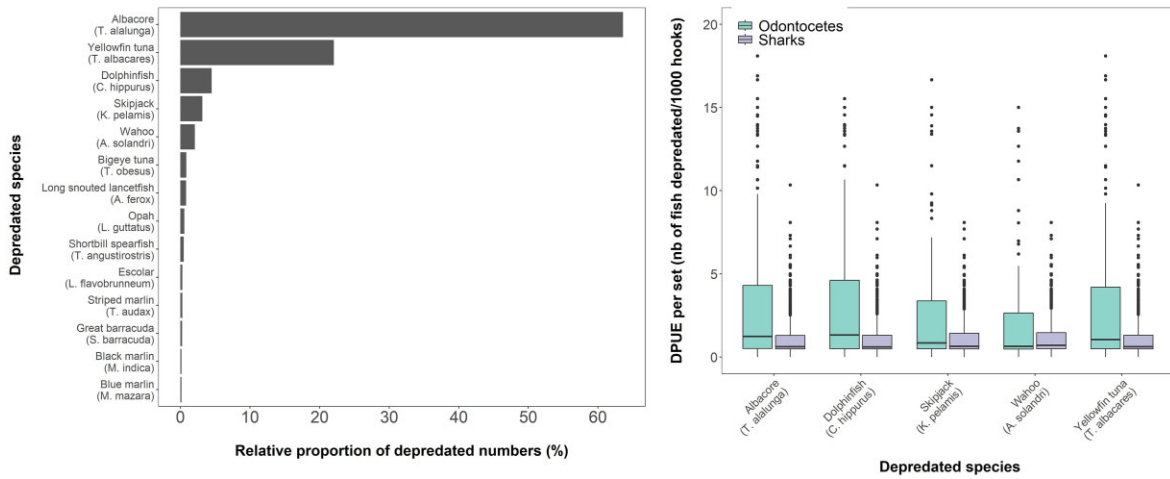 Depredated species
Albacore
(T. alalunga)
Yellowfin tuna
(T. albacares)
Dolphinfish
(C. hippurus)
Skipjack
(K. pelamis)
Wahoo
(A. solandri)
Bigeye tuna
(T. obesus)
Long snouted lancetfish
(A. ferox)
Opah
(L. guttatus)
Shortbill spearfish
(T. angustirostris)
Escolar
(L. flavobrunneum)
Striped marlin
(T. audax)
Great barracuda
(S. barracuda)
Black marlin
(M. indica)
Blue marlin
(M. mazara)
0 20 40 60
Relative proportion of depredated numbers (%)
DPUE per set (nb of fish depredated/1000 hooks)
20
15
10
5
0
Odontocetes
Sharks
Albacore
(T. alalunga)
Dolphinfish
(C. hippurus)
Skipjack
(K. pelamis)
Wahoo
(A. solandri)
Yellowfin tuna
(T. albacares)
Depredated species